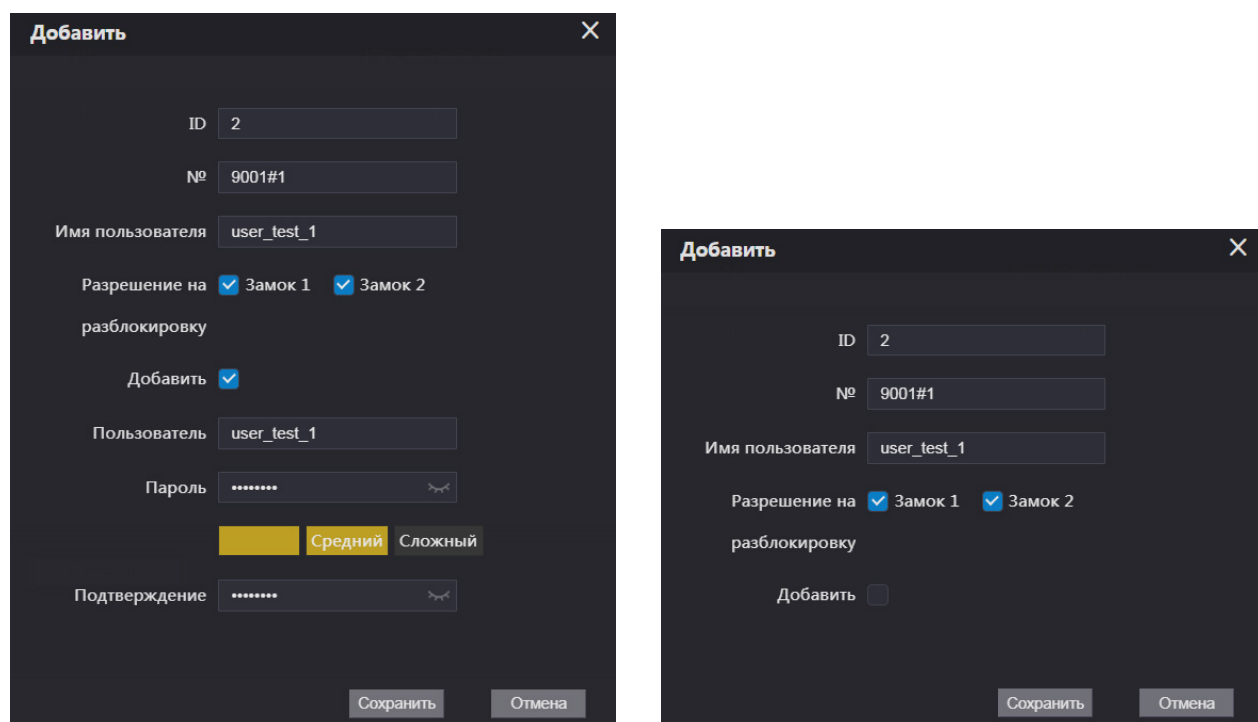 Добавить
ID 2
№ 9001#1
Имя пользователя user_test_1
Разрешение на Замок 1 Замок 2
разблокировку
Добавить
Пользователь user_test_1
Пароль ••••••••
Средний Сложный
Подтверждение ••••••••
Сохранить Отмена
Добавить
ID 2
№ 9001#1
Имя пользователя user_test_1
Разрешение на Замок 1 Замок 2
разблокировку
Добавить
Сохранить Отмена